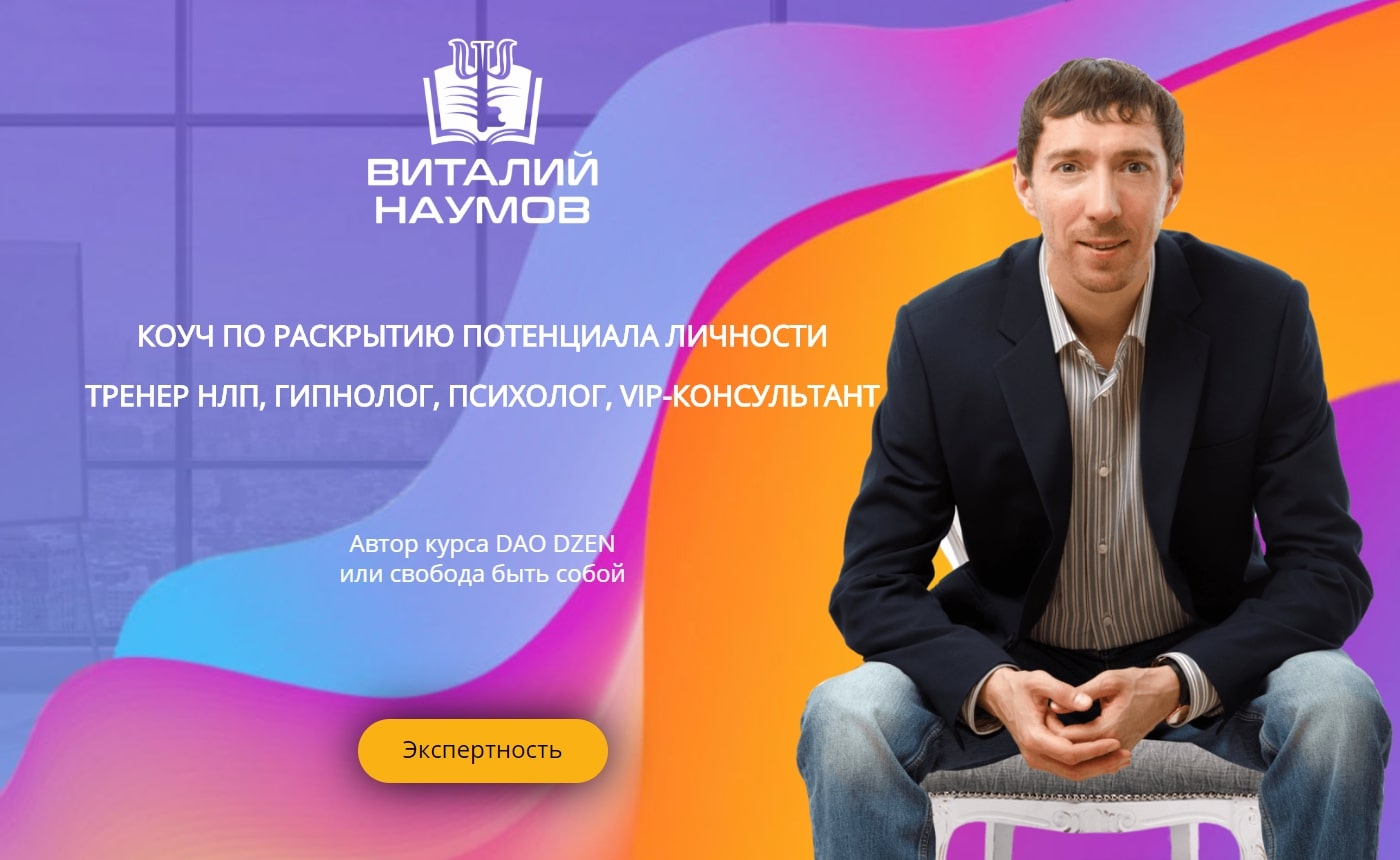 ВИТАЛИЙ
НАУМОВ
КОУЧ ПО РАСКРЫТИЮ ПОТЕНЦИАЛА ЛИЧНОСТИ
ТРЕНЕР НЛП, ГИПНОЛОГ, ПСИХОЛОГ, VIP-КОНСУЛЬТАНТ
Автор курса DAO DZEN
или свобода быть собой
Экспертность